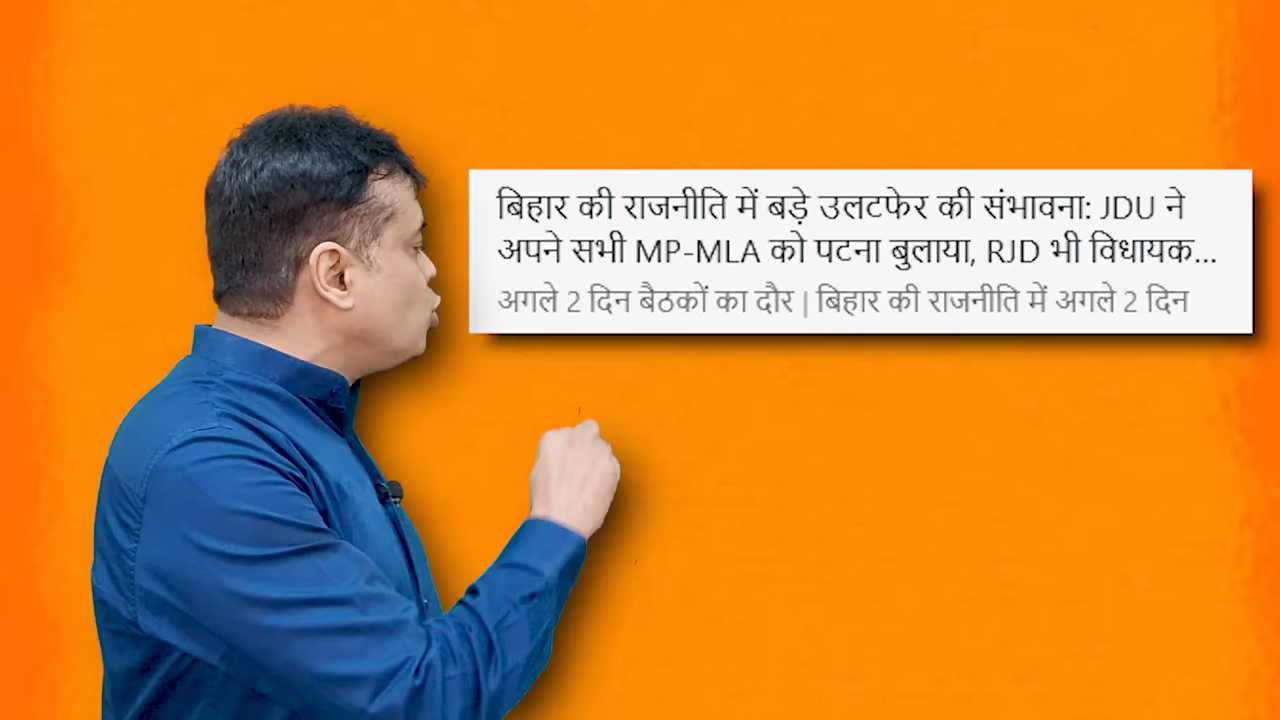 बिहार की राजनीति में बड़े उलटफेर की संभावना: JDU ने
अपने सभी MP-MLA को पटना बुलाया, RJD भी विधायक...
अगले 2 दिन बैठकों का दौर | बिहार की राजनीति में अगले 2 दिन